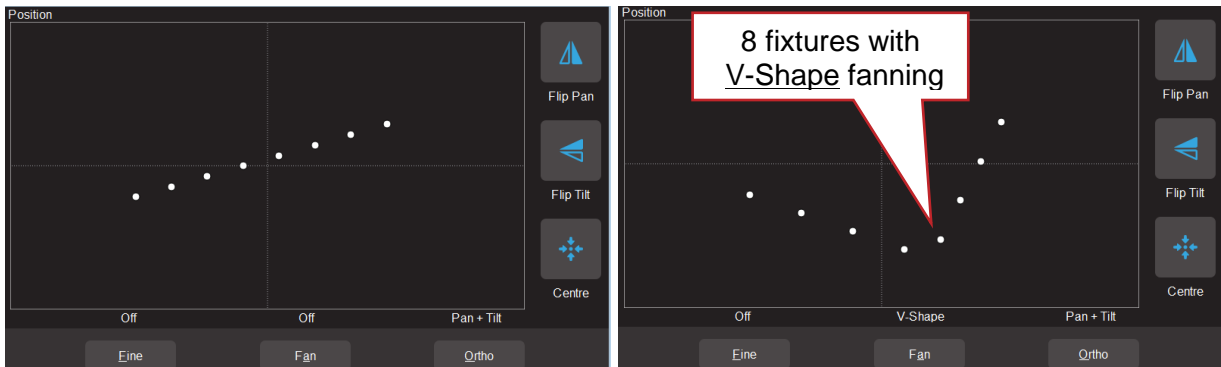 Position
Flip Pan
Flip Tilt
Centre
Off Off Pan + Tilt
Fine Fan Ortho
Position
8 fixtures with
V-Shape fanning
Flip Pan
Flip Tilt
Centre
Off V-Shape Pan + Tilt
Fine Fan Ortho